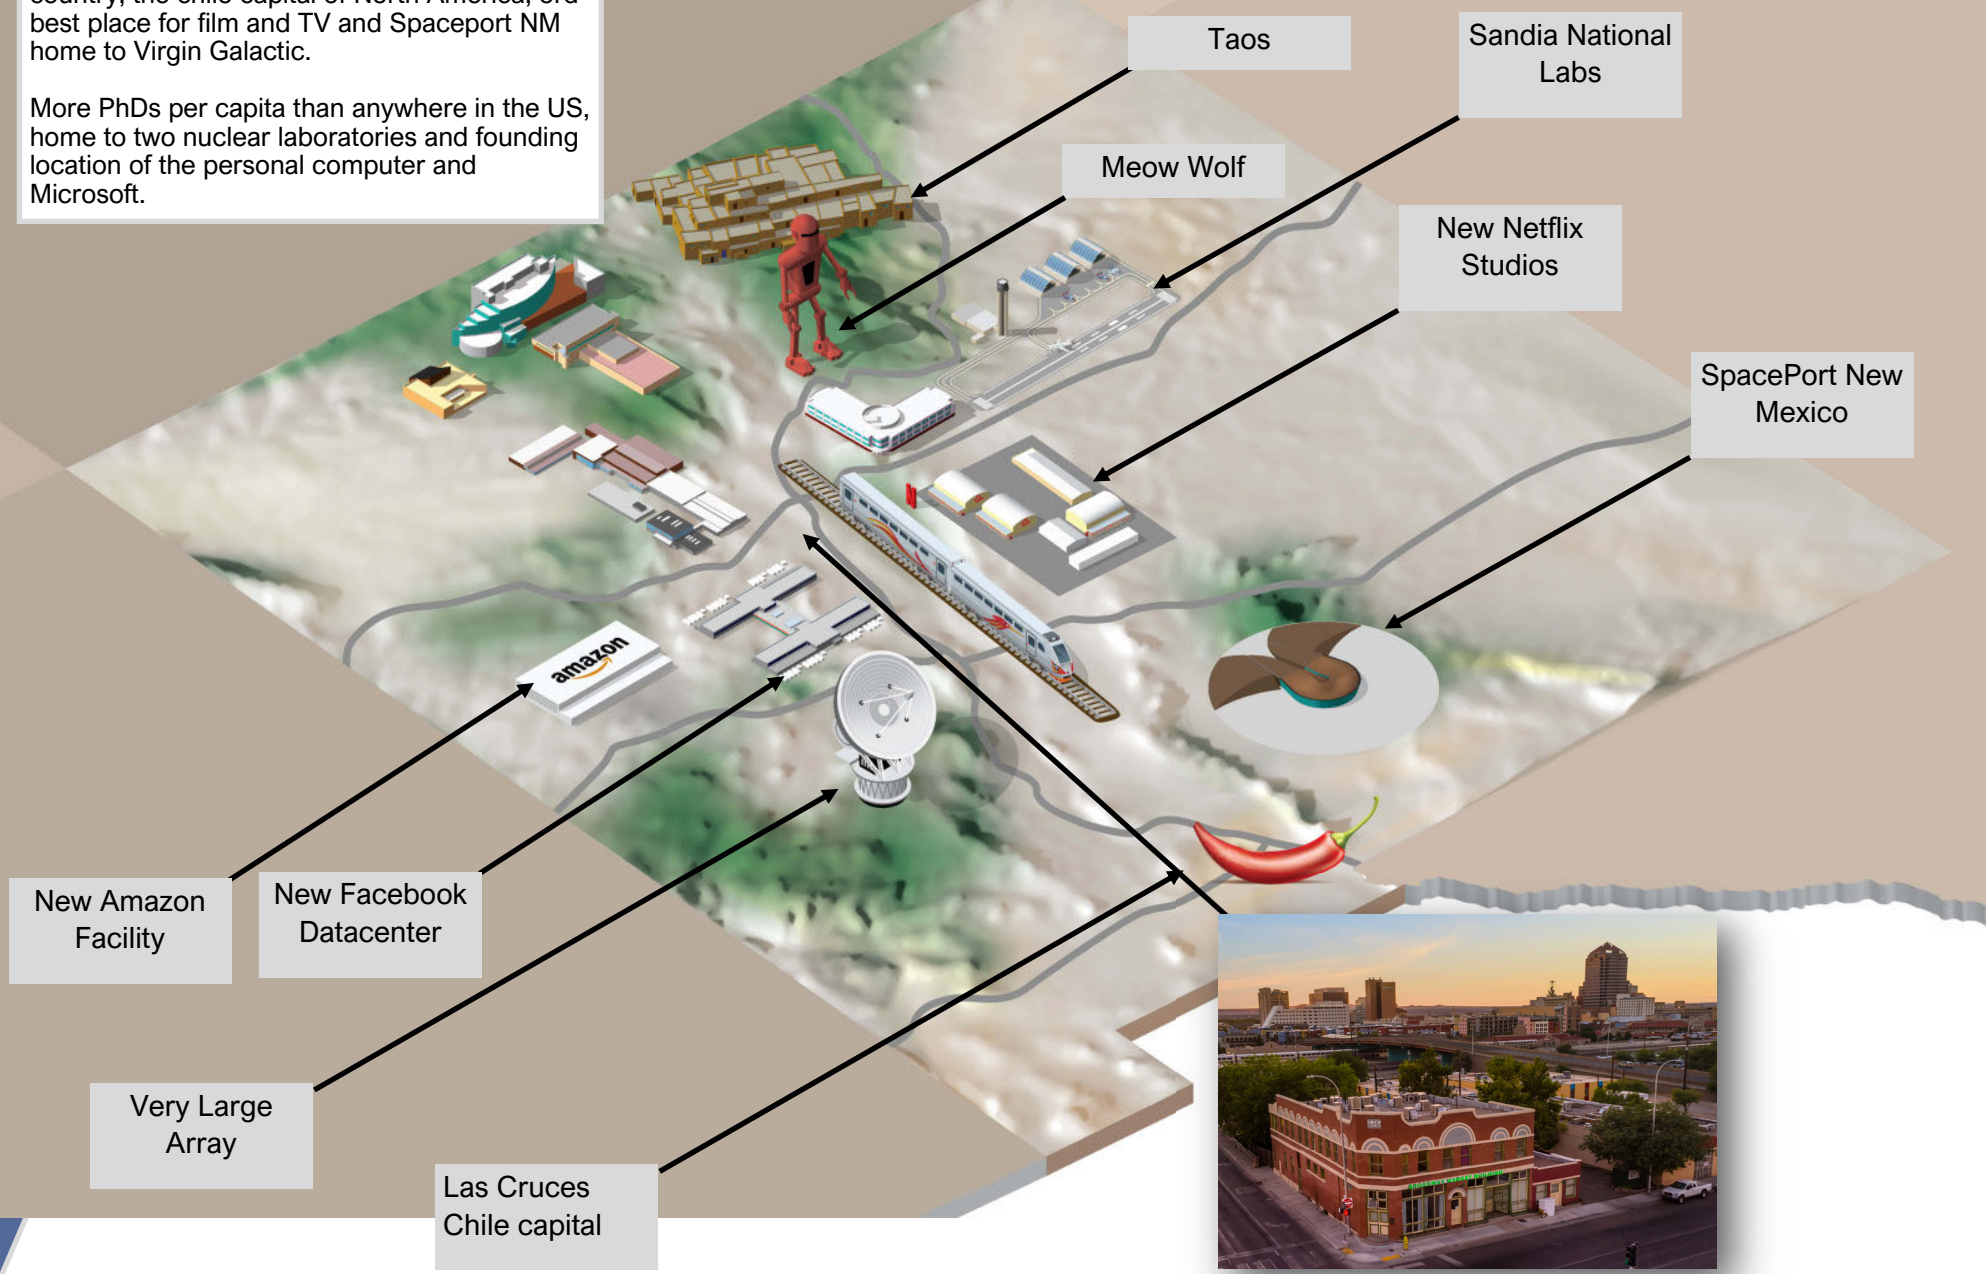 best place for film and TV and Spaceport NM
home to Virgin Galactic.
More PhDs per capita than anywhere in the US,
home to two nuclear laboratories and founding
location of the personal computer and
Microsoft.
Taos
Sandia National
Labs
Meow Wolf
New Netflix
Studios
SpacePort New
Mexico
amazon
New Amazon
Facility
New Facebook
Datacenter
Very Large
Array
Las Cruces
Chile capital
BROADWAY MARKET BUILDING